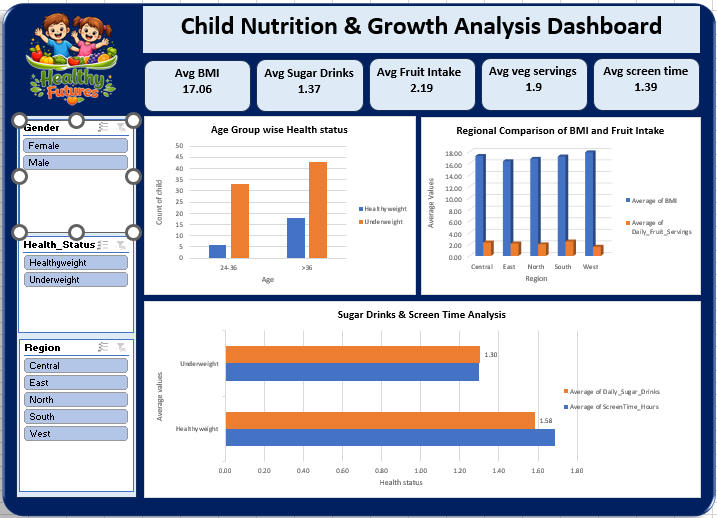 Healthy
Futures
Child Nutrition & Growth Analysis Dashboard
Avg BMI
17.06
Avg Sugar Drinks
1.37
Avg Fruit Intake
2.19
Avg veg servings
1.9
Avg screen time
1.39
Gender
Female
Male
Health_Status
Healthyweight
Underweight
Region
Central
East
North
South
West
Age Group wise Health status
Count of child
50
45
40
35
30
25
20
15
10
5
0
24-36
>36
Age
Healthyweight
Underweight
Regional Comparison of BMI and Fruit Intake
Average Values
18.00
16.00
14.00
12.00
10.00
8.00
6.00
4.00
2.00
0.00
Central
East
North
South
West
Region
Average of BMI
Average of
Daily_Fruit_Servings
Sugar Drinks & Screen Time Analysis
Average values
Underweight
1.30
Healthyweight
1.58
0.00
0.20
0.40
0.60
0.80
1.00
1.20
1.40
1.60
1.80
Health status
Average of Daily_Sugar_Drinks
Average of ScreenTime_Hours